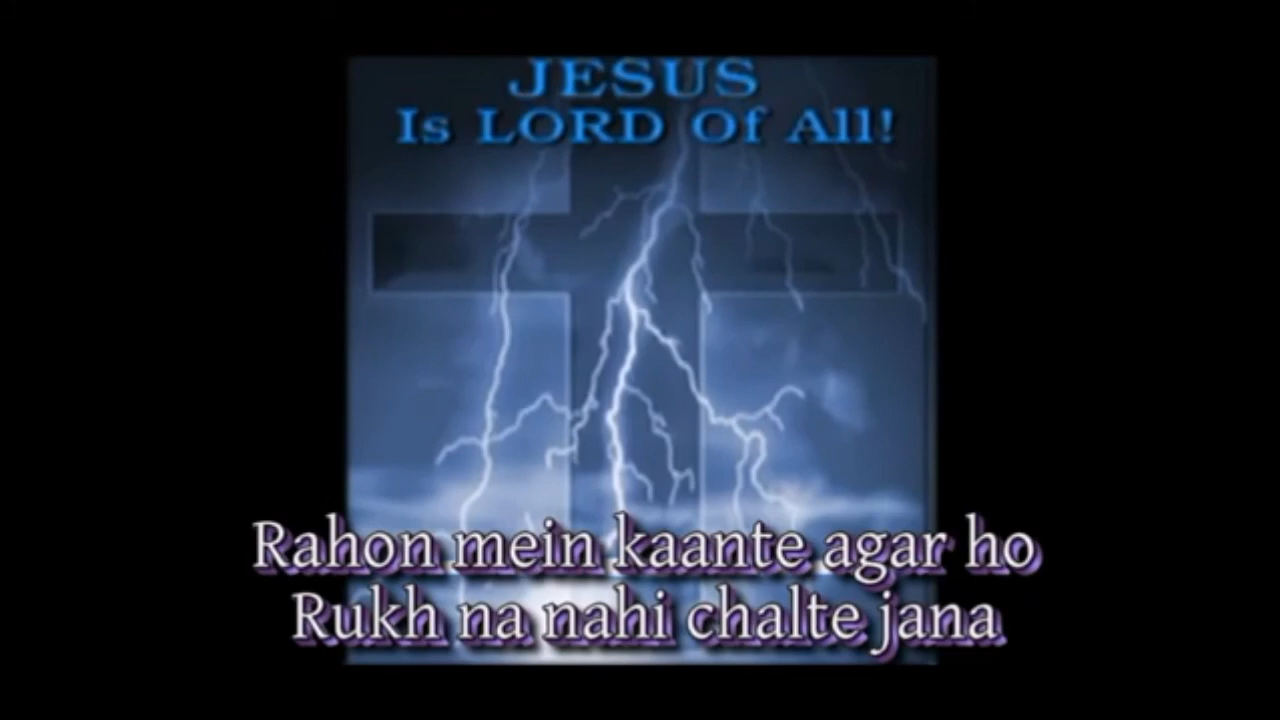 JESUS
Is LORD Of All!
Rahon mein kaante agar ho
Rukh na nahi chalte jana